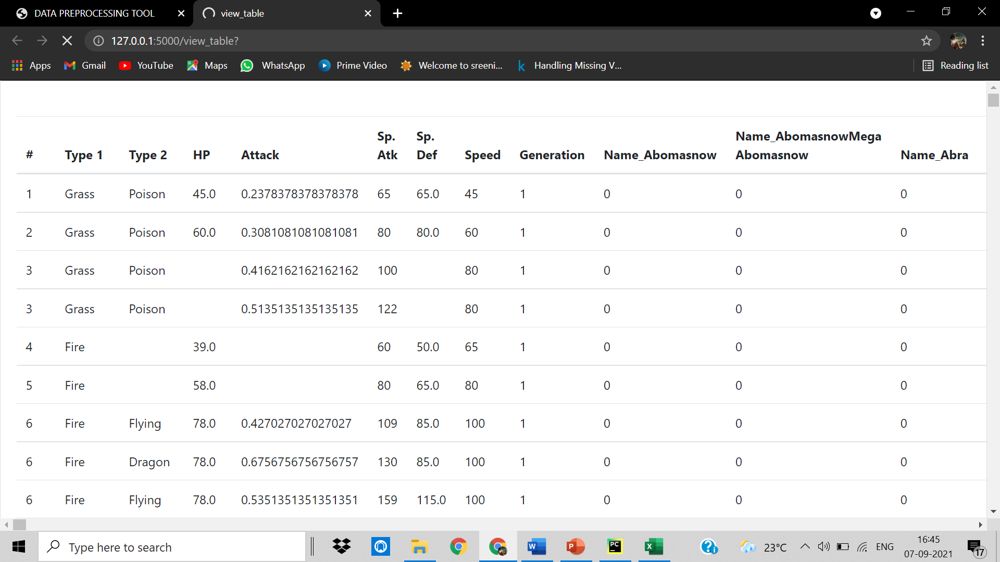 DATA PREPROCESSING TOOL
view_table
127.0.0.1:5000/view_table?
Apps Gmail YouTube Maps WhatsApp Prime Video Welcome to sreeni... Handling Missing V... Reading list
# Type 1 Type 2 HP Attack Sp. Atk Sp. Def Speed Generation Name_Abomasnow Name_AbomasnowMega Abomasnow Name_Abra
1 Grass Poison 45.0 0.2378378378378378 65 65.0 45 1 0 0 0
2 Grass Poison 60.0 0.3081081081081081 80 80.0 60 1 0 0 0
3 Grass Poison 0.4162162162162162 100 80 1 0 0 0
3 Grass Poison 0.5135135135135135 122 80 1 0 0 0
4 Fire 39.0 60 50.0 65 1 0 0 0
5 Fire 58.0 80 65.0 80 1 0 0 0
6 Fire Flying 78.0 0.427027027027027 109 85.0 100 1 0 0 0
6 Fire Dragon 78.0 0.6756756756756757 130 85.0 100 1 0 0 0
6 Fire Flying 78.0 0.5351351351351351 159 115.0 100 1 0 0 0
Type here to search
W P PC X
23°C ENG
16:45
07-09-2021
17